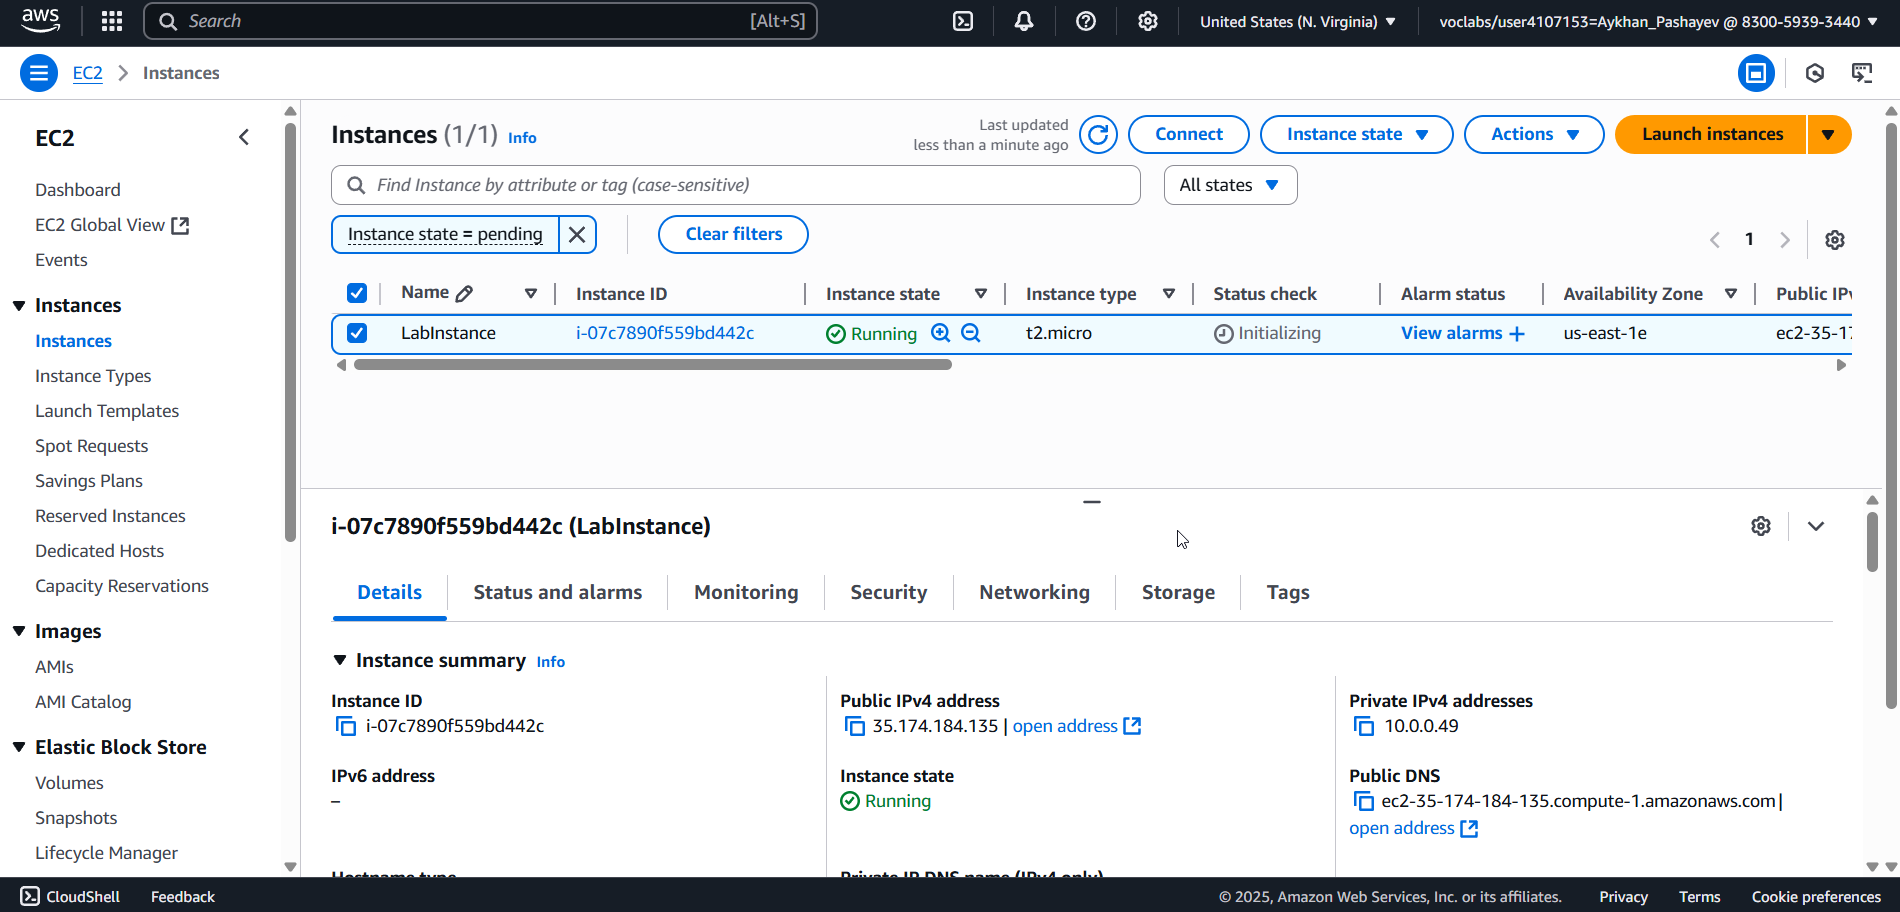 aws
Search
[Alt+S]
United States (N. Virginia)
voclabs/user4107153=Aykhan_Pashayev @ 8300-5939-3440
EC2
Instances
EC2
Dashboard
EC2 Global View
Events
Instances
Instances
Instance Types
Launch Templates
Spot Requests
Savings Plans
Reserved Instances
Dedicated Hosts
Capacity Reservations
Images
AMIs
AMI Catalog
Elastic Block Store
Volumes
Snapshots
Lifecycle Manager
Instances (1/1) Info
Last updated
less than a minute ago
Connect
Instance state
Actions
Launch instances
Find Instance by attribute or tag (case-sensitive)
All states
Instance state = pending
Clear filters
1
Name Instance ID Instance state Instance type Status check Alarm status Availability Zone Public IPv
LabInstance i-07c7890f559bd442c Running t2.micro Initializing View alarms + us-east-1e ec2-35-17
i-07c7890f559bd442c (LabInstance)
Details
Status and alarms
Monitoring
Security
Networking
Storage
Tags
Instance summary Info
Instance ID
i-07c7890f559bd442c
Public IPv4 address
35.174.184.135 | open address
Private IPv4 addresses
10.0.0.49
IPv6 address
–
Instance state
Running
Public DNS
ec2-35-174-184-135.compute-1.amazonaws.com |
open address
Hostname type
Private IP DNS name (IPv4 only)
CloudShell
Feedback
© 2025, Amazon Web Services, Inc. or its affiliates.
Privacy
Terms
Cookie preferences